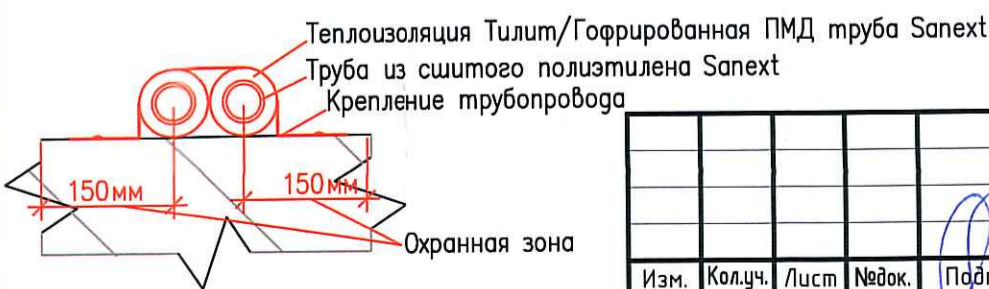 Теплоизоляция Тилит/Гофрированная ПМД труба Sanext
Труба из сшитого полиэтилена Sanext
Крепление трубопровода
150мм
150мм
Охранная зона
Изм. Кол.уч. Лист №док.